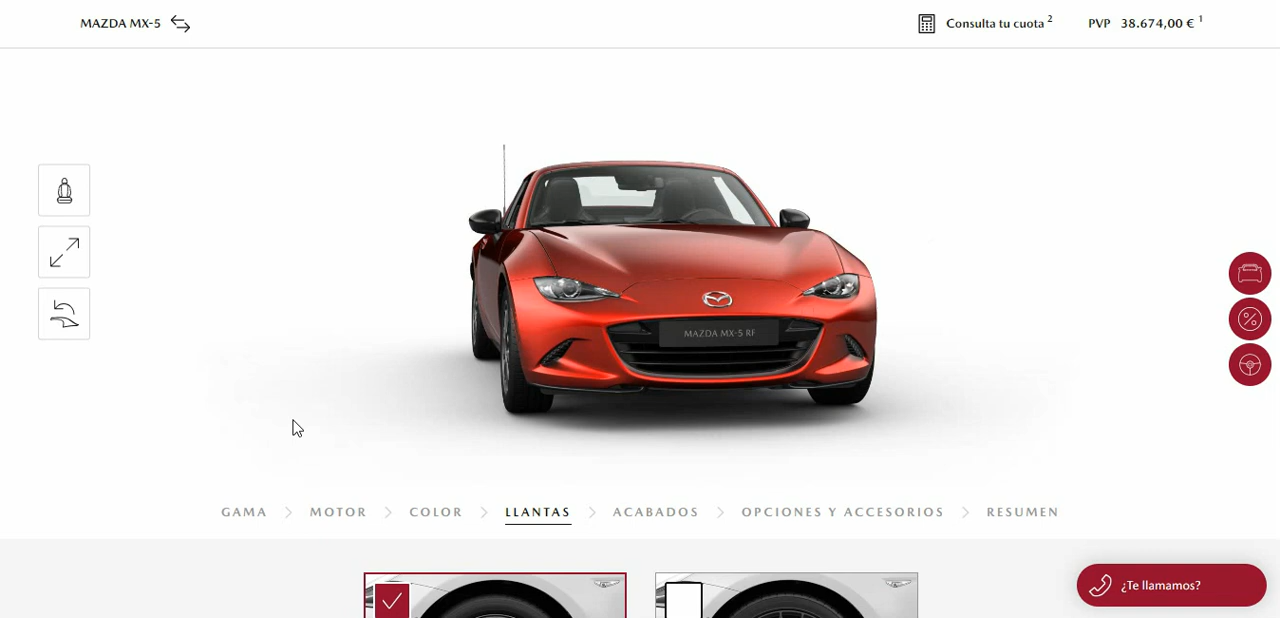 MAZDA MX-5
Consulta tu cuota 2
PVP 38.674,00 € 1
MAZDA MX-5 RF
GAMA > MOTOR > COLOR > LLANTAS > ACABADOS > OPCIONES Y ACCESORIOS > RESUMEN
¿Te llamamos?